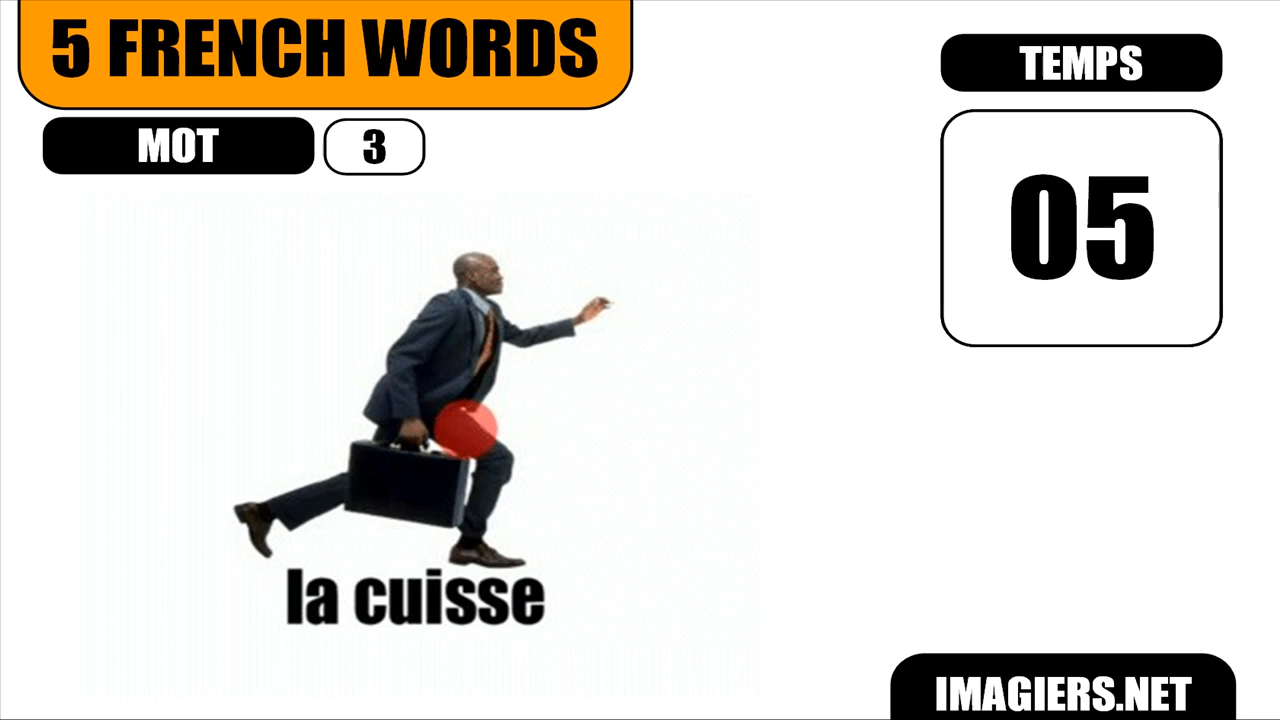 5 FRENCH WORDS
TEMPS
MOT 3
05
la cuisse
IMAGIERS.NET